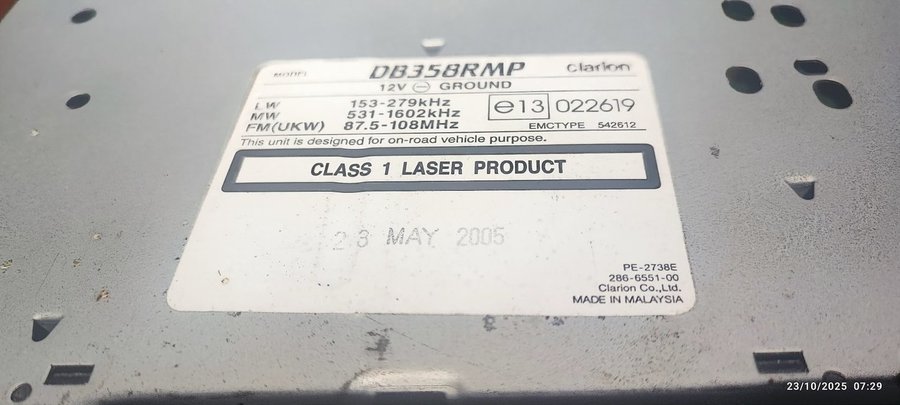 MODEL DB358RMP Clarion
12V ⊖ GROUND
LW 153-279kHz
MW 531-1602kHz
FM(UKW) 87.5-108MHz
e13 022619
EMCTYPE 542612
This unit is designed for on-road vehicle purpose.
CLASS 1 LASER PRODUCT
23 MAY 2005
PE-2738E
286-6551-00
Clarion Co.,Ltd.
MADE IN MALAYSIA
23/10/2025 07:29